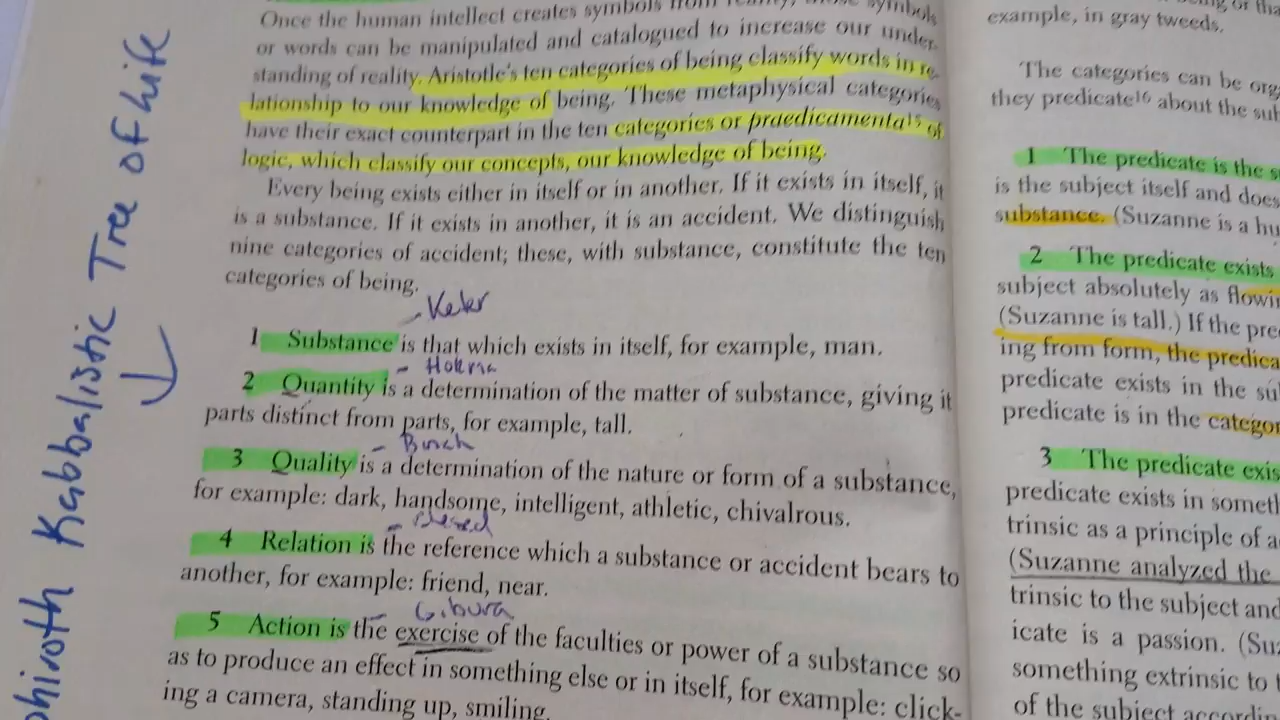 Once the human intellect creates symbols from reality, those symbols
or words can be manipulated and catalogued to increase our under-
standing of reality. Aristotle's ten categories of being classify words in re-
lationship to our knowledge of being. These metaphysical categories
have their exact counterpart in the ten categories or praedicamenta¹⁵ of
logic, which classify our concepts, our knowledge of being.
Every being exists either in itself or in another. If it exists in itself, it
is a substance. If it exists in another, it is an accident. We distinguish
nine categories of accident; these, with substance, constitute the ten
categories of being.
- Keter
1 Substance is that which exists in itself, for example, man.
- Hokma
2 Quantity is a determination of the matter of substance, giving it
parts distinct from parts, for example, tall.
- Binah
3 Quality is a determination of the nature or form of a substance,
for example: dark, handsome, intelligent, athletic, chivalrous.
4 Relation is the reference which a substance or accident bears to
another, for example: friend, near.
- Gibura
5 Action is the exercise of the faculties or power of a substance so
as to produce an effect in something else or in itself, for example: click-
ing a camera, standing up, smiling.
phiroth Kabbalistic Tree of Life
example, in gray tweeds.
The categories can be org
they predicate¹⁶ about the sub
1 The predicate is the s
is the subject itself and does
substance. (Suzanne is a hu
2 The predicate exists
subject absolutely as flowi
(Suzanne is tall.) If the pre
ing from form, the predica
predicate exists in the su
predicate is in the categor
3 The predicate exis
predicate exists in someth
trinsic as a principle of a
(Suzanne analyzed the
trinsic to the subject and
icate is a passion. (Su
something extrinsic to t
of the subject accordin